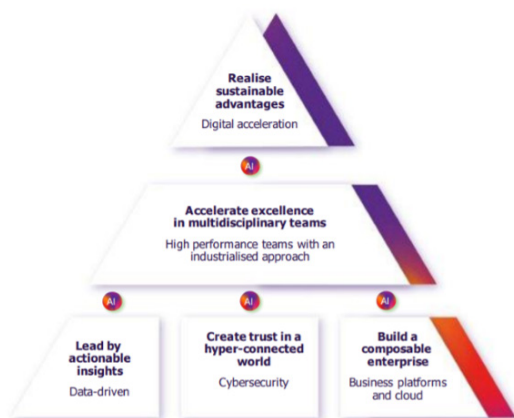 Realise
sustainable
advantages
Digital acceleration
AI
Accelerate excellence
in multidisciplinary teams
High performance teams with an
industrialised approach
AI
AI
AI
Lead by
actionable
insights
Data-driven
Create trust in a
hyper-connected
world
Cybersecurity
Build a
composable
enterprise
Business platforms
and cloud